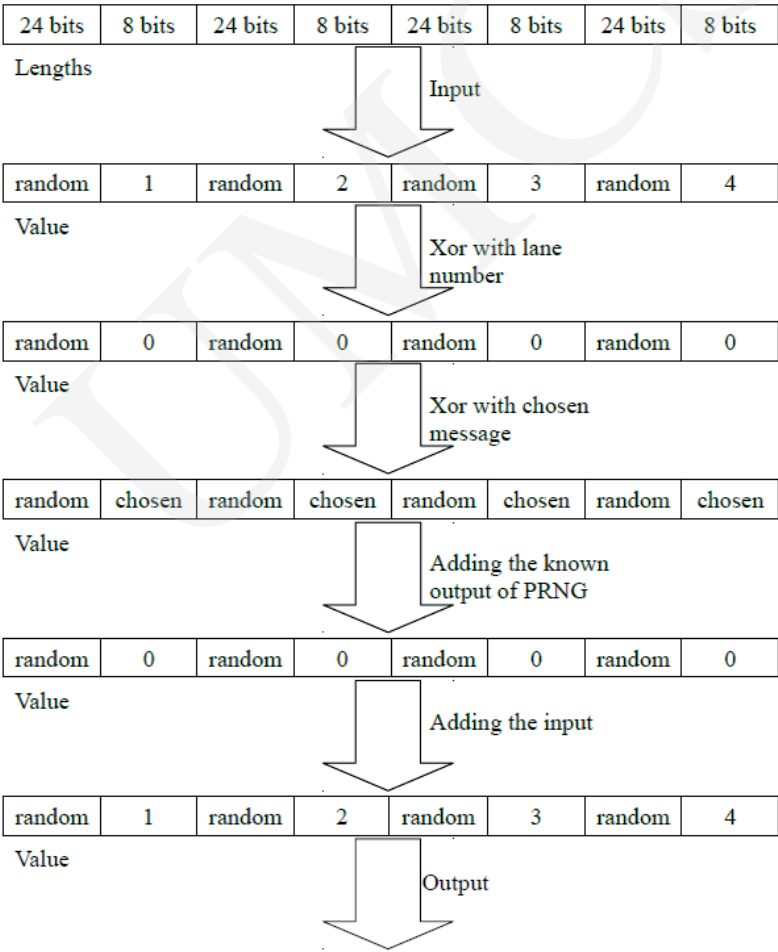 24 bits 8 bits 24 bits 8 bits 24 bits 8 bits 24 bits 8 bits
Lengths
Input
random 1 random 2 random 3 random 4
Value
Xor with lane
number
random 0 random 0 random 0 random 0
Value
Xor with chosen
message
random chosen random chosen random chosen random chosen
Value
Adding the known
output of PRNG
random 0 random 0 random 0 random 0
Value
Adding the input
random 1 random 2 random 3 random 4
Value
Output
UMCS